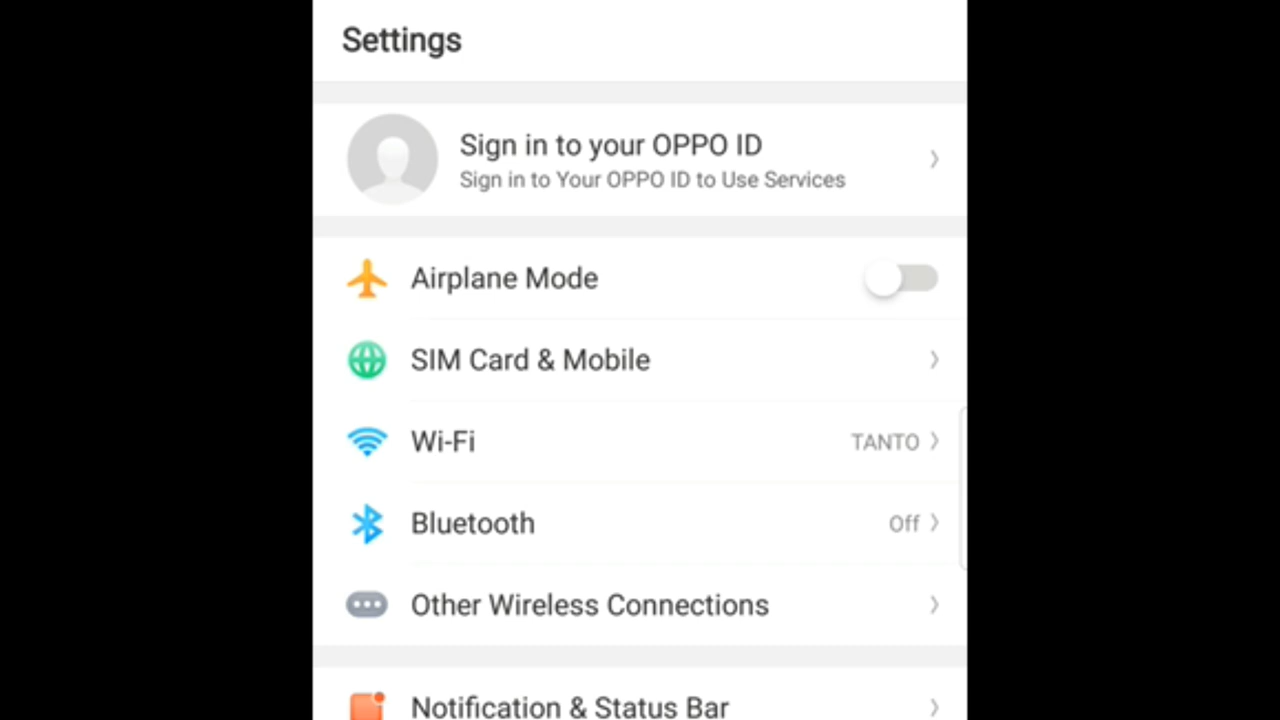 Settings
Sign in to your OPPO ID
Sign in to Your OPPO ID to Use Services
Airplane Mode
SIM Card & Mobile
Wi-Fi TANTO
Bluetooth Off
Other Wireless Connections
Notification & Status Bar